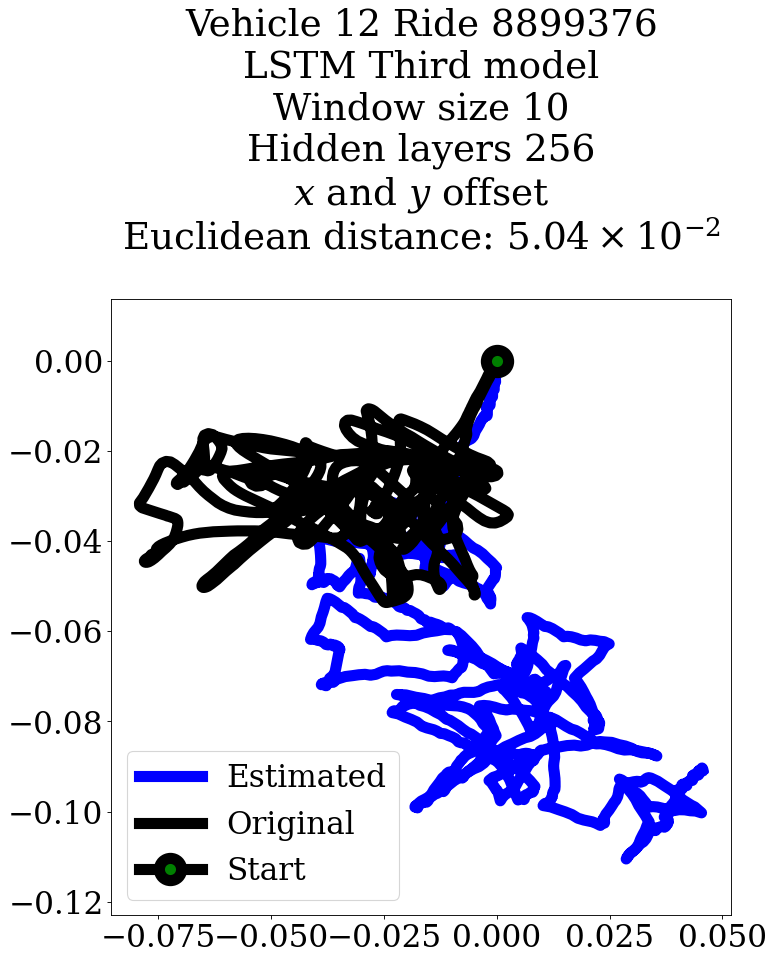 Vehicle 12 Ride 8899376
LSTM Third model
Window size 10
Hidden layers 256
x and y offset
Euclidean distance: 5.04 × 10⁻²
0.00
−0.02
−0.04
−0.06
−0.08
−0.10
−0.12
Estimated
Original
Start
−0.075 −0.050 −0.025 0.000 0.025 0.050